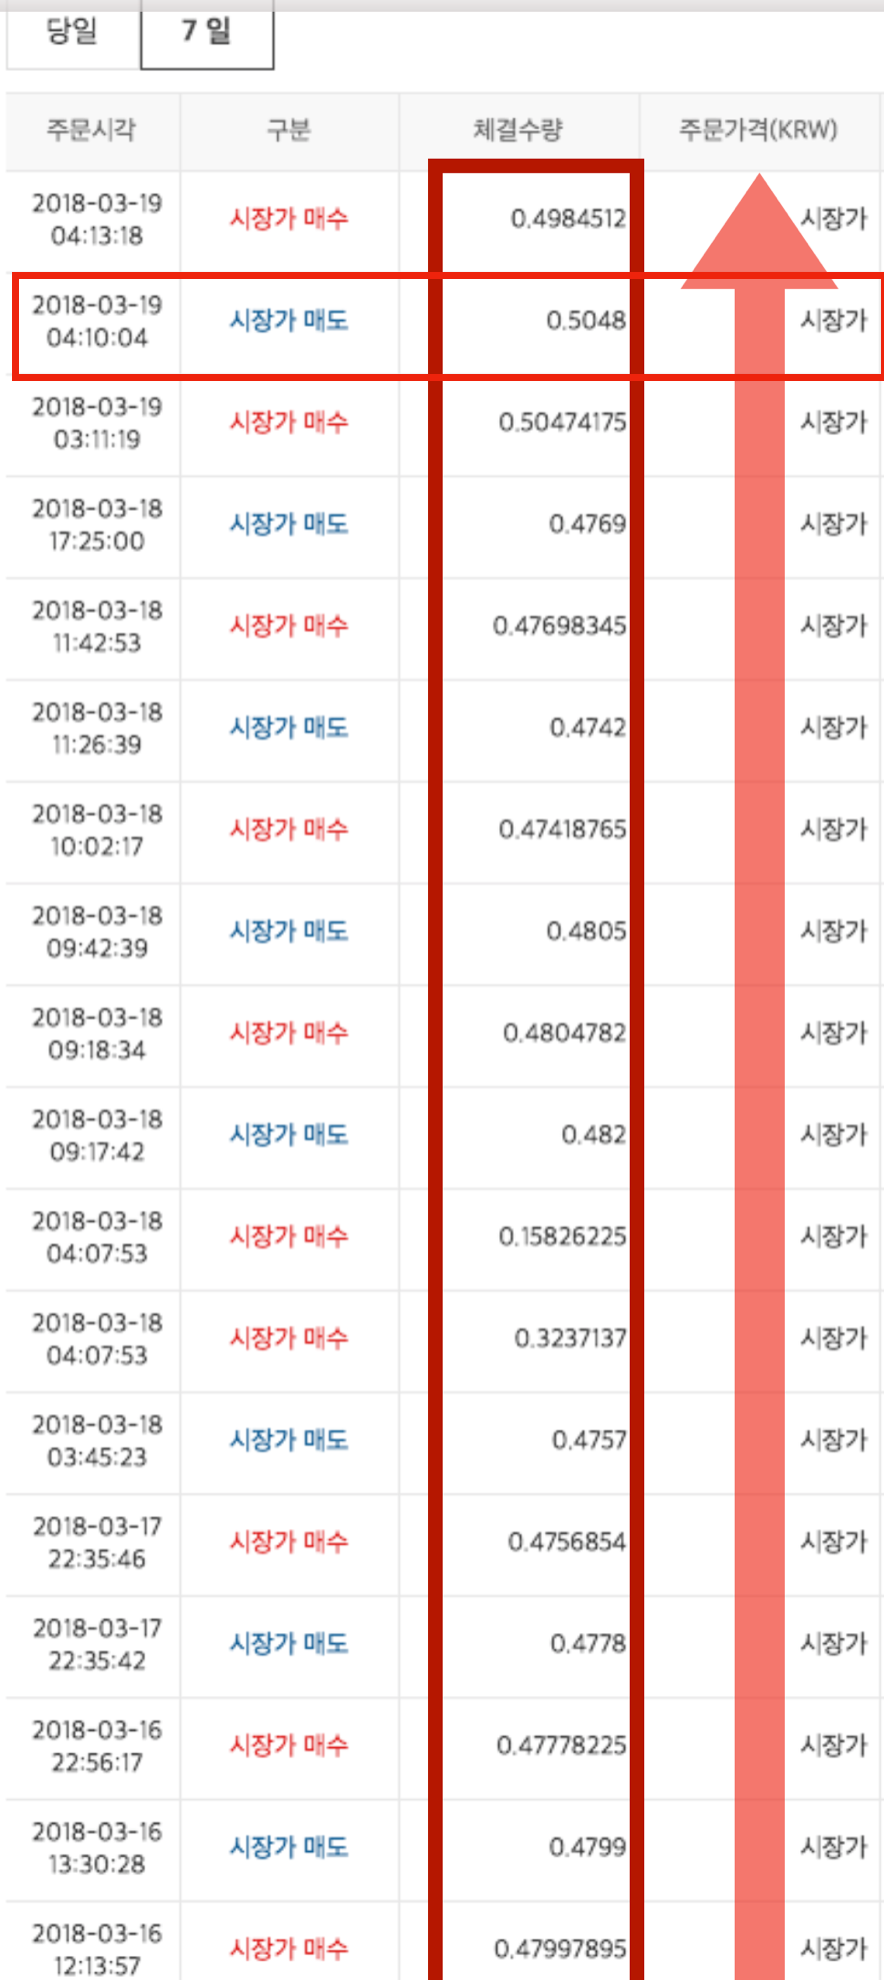 당일 7 일
주문시각 구분 체결수량 주문가격(KRW)
2018-03-19
04:13:18 시장가 매수 0.4984512 시장가
2018-03-19
04:10:04 시장가 매도 0.5048 시장가
2018-03-19
03:11:19 시장가 매수 0.50474175 시장가
2018-03-18
17:25:00 시장가 매도 0.4769 시장가
2018-03-18
11:42:53 시장가 매수 0.47698345 시장가
2018-03-18
11:26:39 시장가 매도 0.4742 시장가
2018-03-18
10:02:17 시장가 매수 0.47418765 시장가
2018-03-18
09:42:39 시장가 매도 0.4805 시장가
2018-03-18
09:18:34 시장가 매수 0.4804782 시장가
2018-03-18
09:17:42 시장가 매도 0.482 시장가
2018-03-18
04:07:53 시장가 매수 0.15826225 시장가
2018-03-18
04:07:53 시장가 매수 0.3237137 시장가
2018-03-18
03:45:23 시장가 매도 0.4757 시장가
2018-03-17
22:35:46 시장가 매수 0.4756854 시장가
2018-03-17
22:35:42 시장가 매도 0.4778 시장가
2018-03-16
22:56:17 시장가 매수 0.47778225 시장가
2018-03-16
13:30:28 시장가 매도 0.4799 시장가
2018-03-16
12:13:57 시장가 매수 0.47997895 시장가